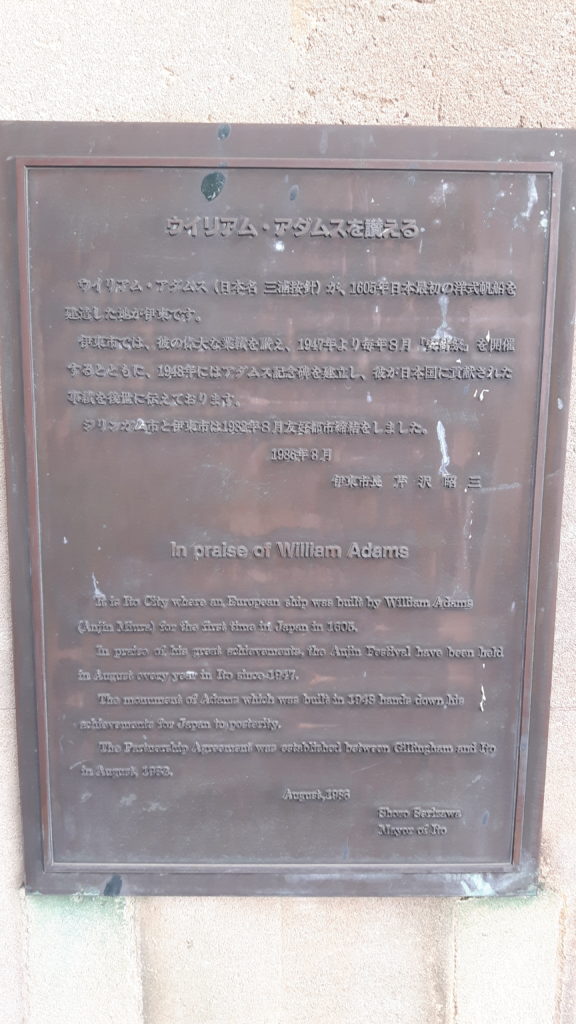 ウイリアム・アダムスを讃える
ウイリアム・アダムス（日本名 三浦按針）が、1605年日本最初の洋式帆船を
建造した地が伊東です。
伊東市では、彼の偉大な業績を讃え、1947年より毎年８月「按針祭」を開催
するとともに、1948年にはアダムス記念碑を建立し、彼が日本国に貢献された
事績を後世に伝えております。
ジリンガム市と伊東市は1982年８月友好都市締結をしました。
1986年８月
伊東市長 芹沢 昭三
In praise of William Adams
It is Ito City where an European ship was built by William Adams
(Anjin Miura) for the first time in Japan in 1605.
In praise of his great achievements, the Anjin Festival have been held
in August every year in Ito since 1947.
The monument of Adams which was built in 1948 hands down his
achievements for Japan to posterity.
The Partnership Agreement was established between Gillingham and Ito
in August, 1982.
August, 1986
Shozo Serizawa
Mayor of Ito